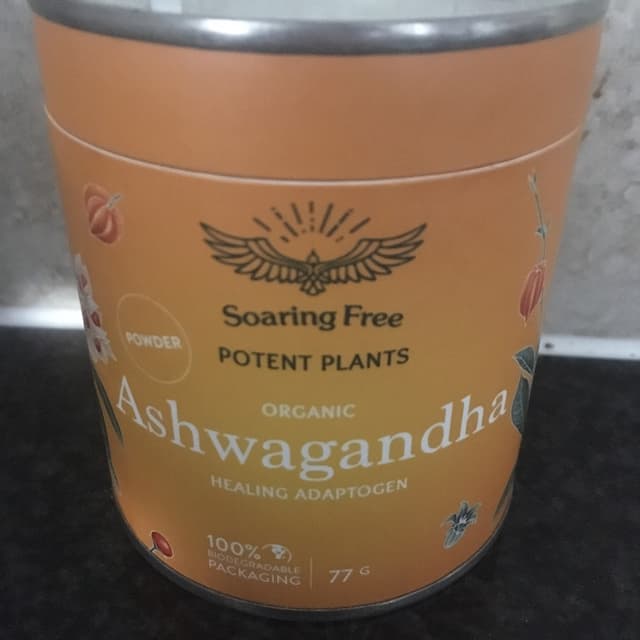 Soaring Free
POTENT PLANTS
POWDER
ORGANIC
Ashwagandha
HEALING ADAPTOGEN
100%
BIODEGRADABLE
PACKAGING
77 G